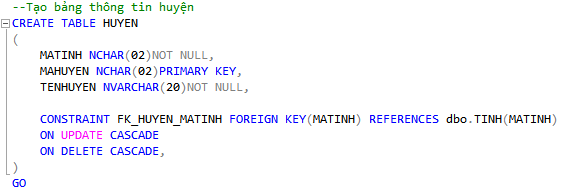 --Tạo bảng thông tin huyện
CREATE TABLE HUYEN
(
MATINH NCHAR(02)NOT NULL,
MAHUYEN NCHAR(02)PRIMARY KEY,
TENHUYEN NVARCHAR(20)NOT NULL,
CONSTRAINT FK_HUYEN_MATINH FOREIGN KEY(MATINH) REFERENCES dbo.TINH(MATINH)
ON UPDATE CASCADE
ON DELETE CASCADE,
)
GO